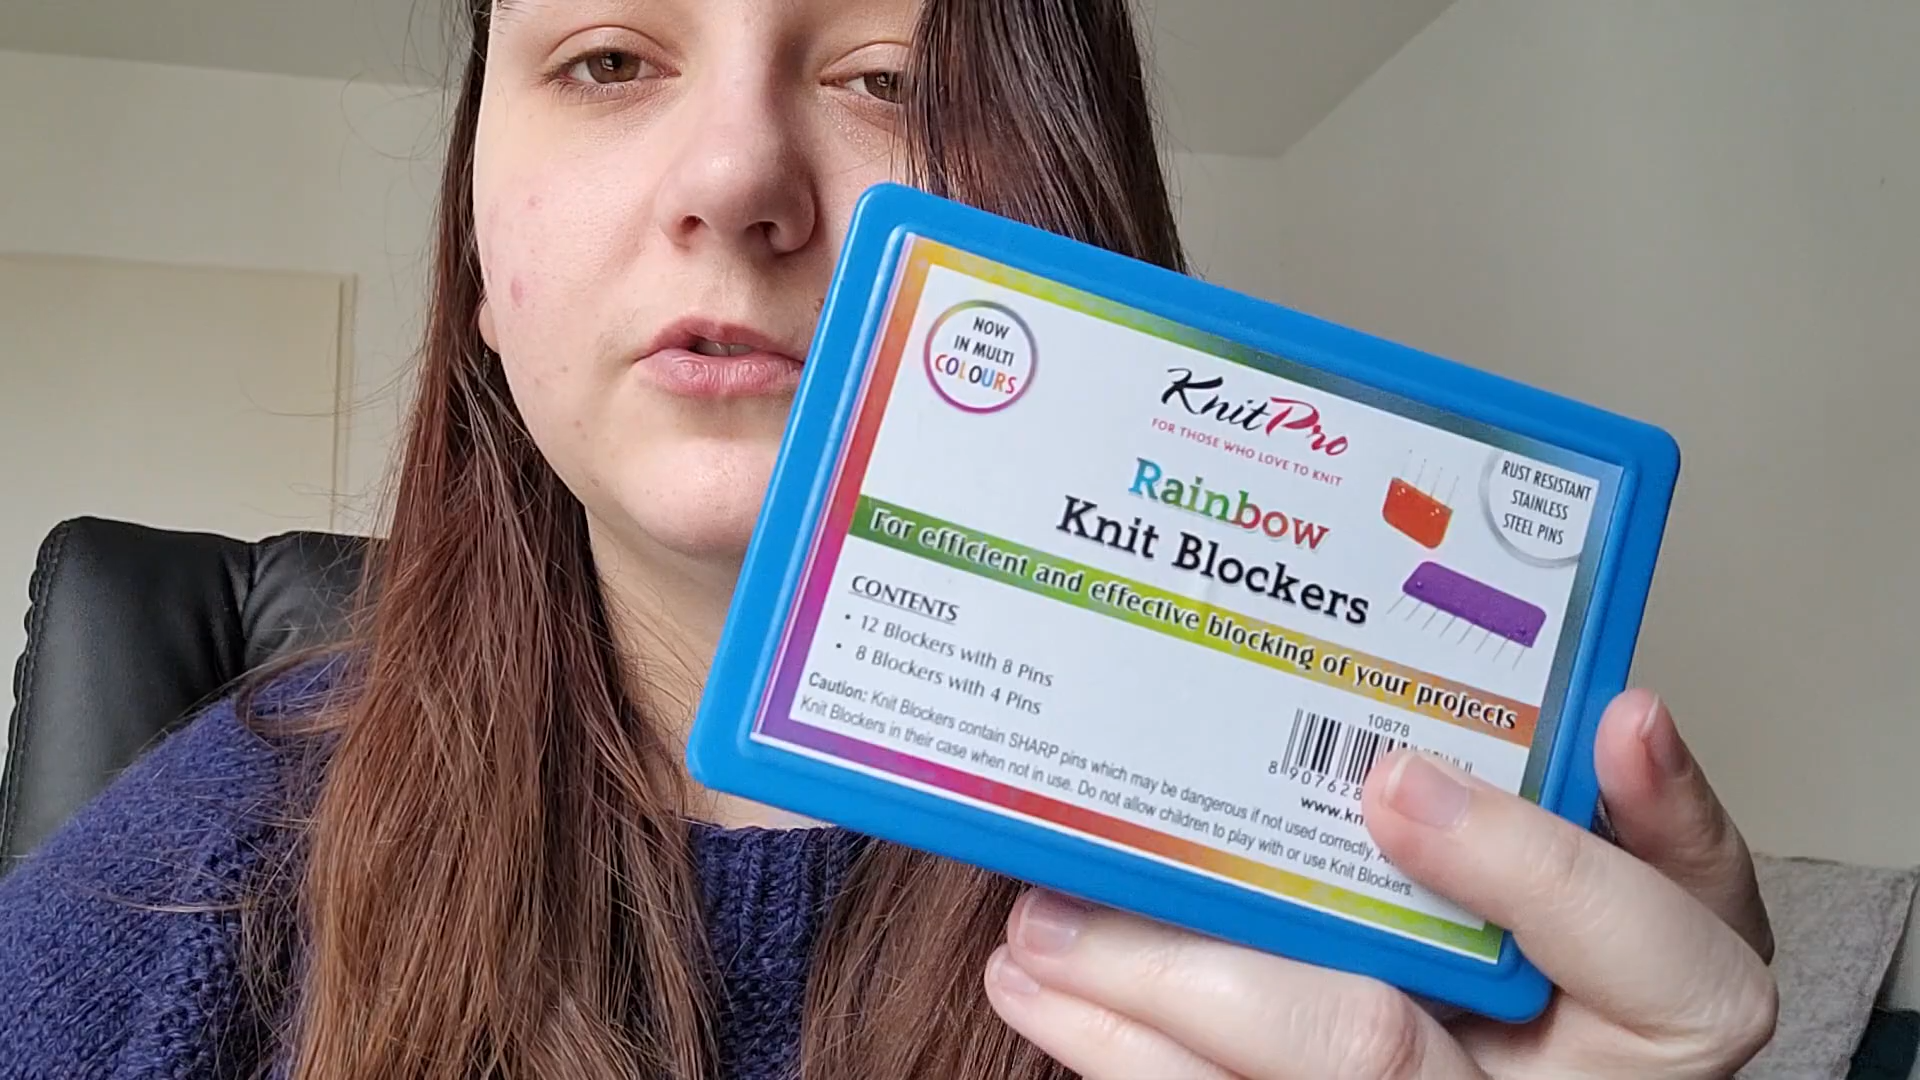 NOW
IN MULTI
COLOURS
KnitPro
FOR THOSE WHO LOVE TO KNIT
Rainbow
Knit Blockers
RUST RESISTANT
STAINLESS
STEEL PINS
For efficient and effective blocking of your projects
CONTENTS
• 12 Blockers with 8 Pins
• 8 Blockers with 4 Pins
Caution: Knit Blockers contain SHARP pins which may be dangerous if not used correctly.
Knit Blockers in their case when not in use. Do not allow children to play with or use Knit Blockers.
10878
8 907628